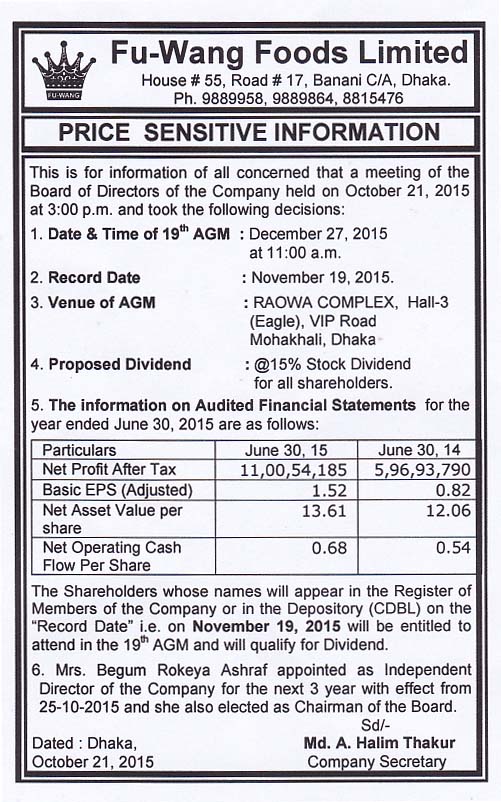 FU-WANG
Fu-Wang Foods Limited
House # 55, Road # 17, Banani C/A, Dhaka.
Ph. 9889958, 9889864, 8815476
PRICE SENSITIVE INFORMATION
This is for information of all concerned that a meeting of the
Board of Directors of the Company held on October 21, 2015
at 3:00 p.m. and took the following decisions:
1. Date & Time of 19th AGM : December 27, 2015
at 11:00 a.m.
2. Record Date : November 19, 2015.
3. Venue of AGM : RAOWA COMPLEX, Hall-3
(Eagle), VIP Road
Mohakhali, Dhaka
4. Proposed Dividend : @15% Stock Dividend
for all shareholders.
5. The information on Audited Financial Statements for the
year ended June 30, 2015 are as follows:
Particulars June 30, 15 June 30, 14
Net Profit After Tax 11,00,54,185 5,96,93,790
Basic EPS (Adjusted) 1.52 0.82
Net Asset Value per 13.61 12.06
share
Net Operating Cash 0.68 0.54
Flow Per Share
The Shareholders whose names will appear in the Register of
Members of the Company or in the Depository (CDBL) on the
“Record Date” i.e. on November 19, 2015 will be entitled to
attend in the 19th AGM and will qualify for Dividend.
6. Mrs. Begum Rokeya Ashraf appointed as Independent
Director of the Company for the next 3 year with effect from
25-10-2015 and she also elected as Chairman of the Board.
Sd/-
Dated : Dhaka, Md. A. Halim Thakur
October 21, 2015 Company Secretary